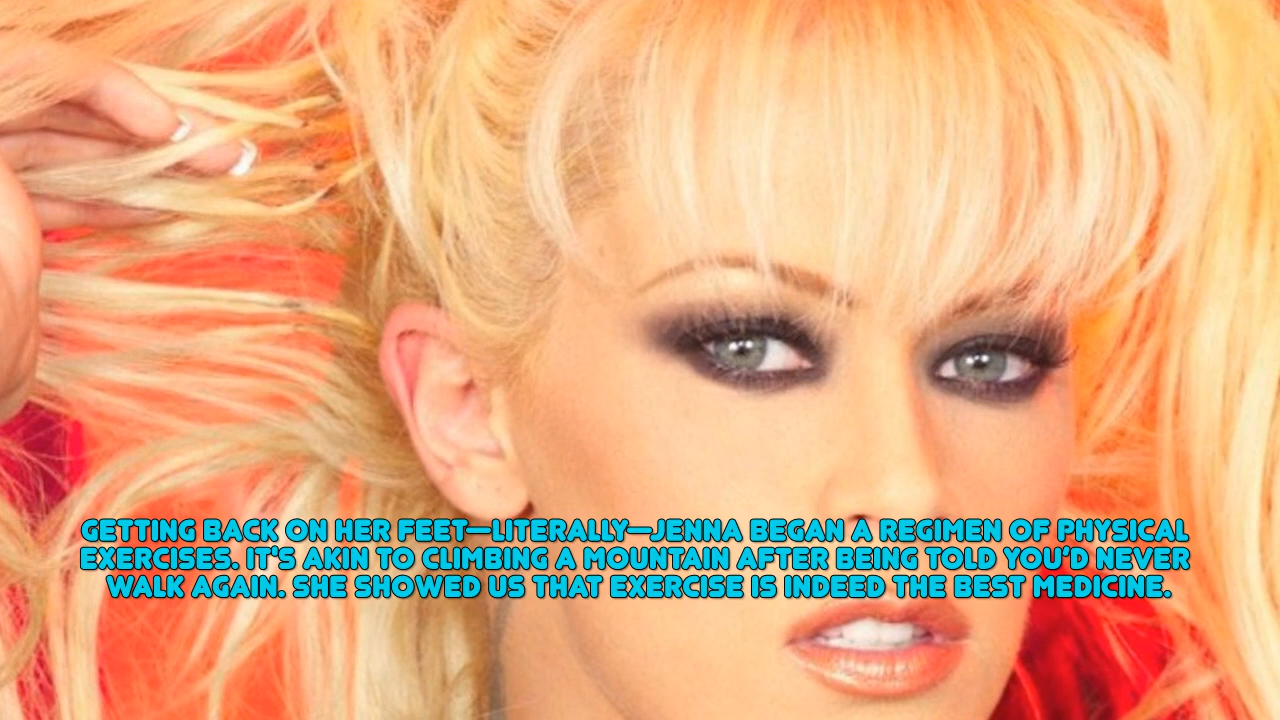 GETTING BACK ON HER FEET—LITERALLY—JENNA BEGAN A REGIMEN OF PHYSICAL
EXERCISES. IT'S AKIN TO CLIMBING A MOUNTAIN AFTER BEING TOLD YOU'D NEVER
WALK AGAIN. SHE SHOWED US THAT EXERCISE IS INDEED THE BEST MEDICINE.